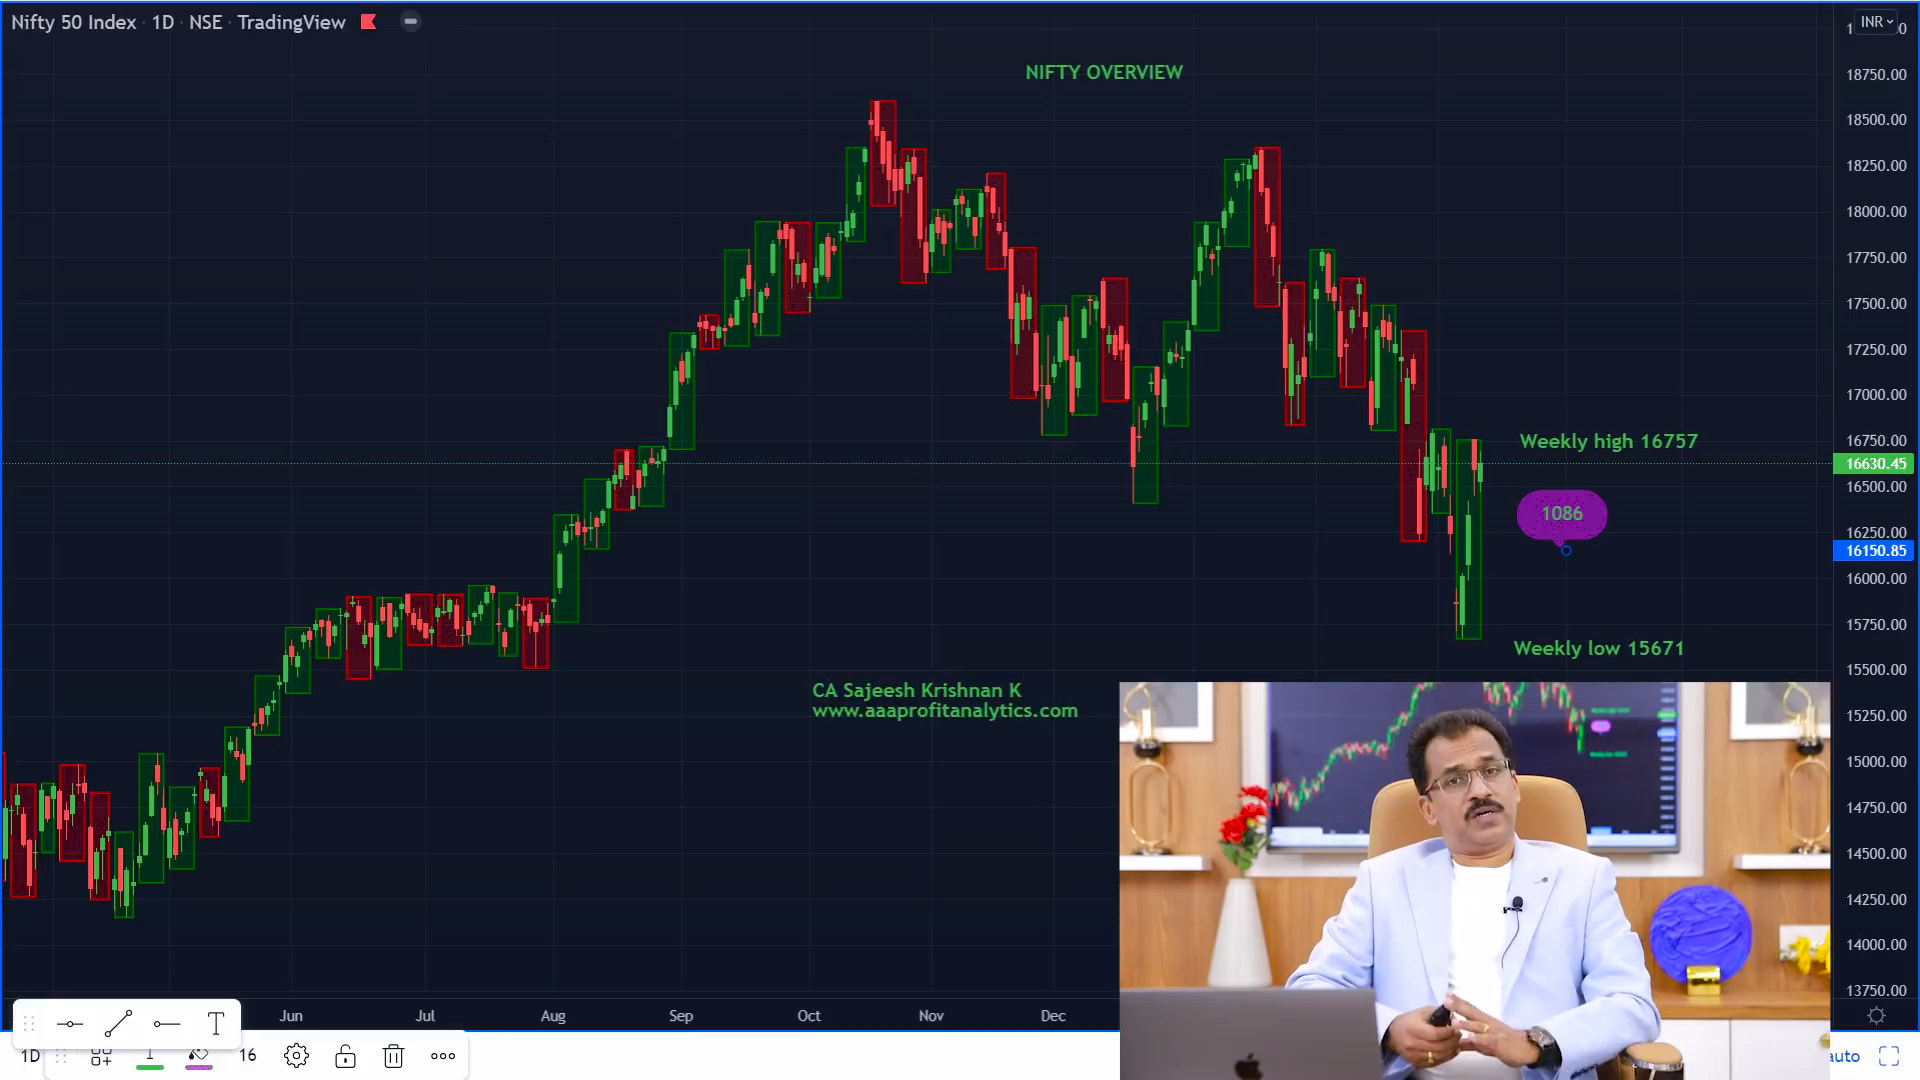 Nifty 50 Index · 1D · NSE · TradingView
INR
NIFTY OVERVIEW
18750.00
18500.00
18250.00
18000.00
17750.00
17500.00
17250.00
17000.00
16750.00
Weekly high 16757
16630.45
16500.00
1086
16250.00
16150.85
16000.00
15750.00
Weekly low 15671
15500.00
CA Sajeesh Krishnan K
www.aaaprofitanalytics.com
15250.00
15000.00
14750.00
14500.00
14250.00
14000.00
13750.00
Jun Jul Aug Sep Oct Nov Dec
T
1D
16
auto